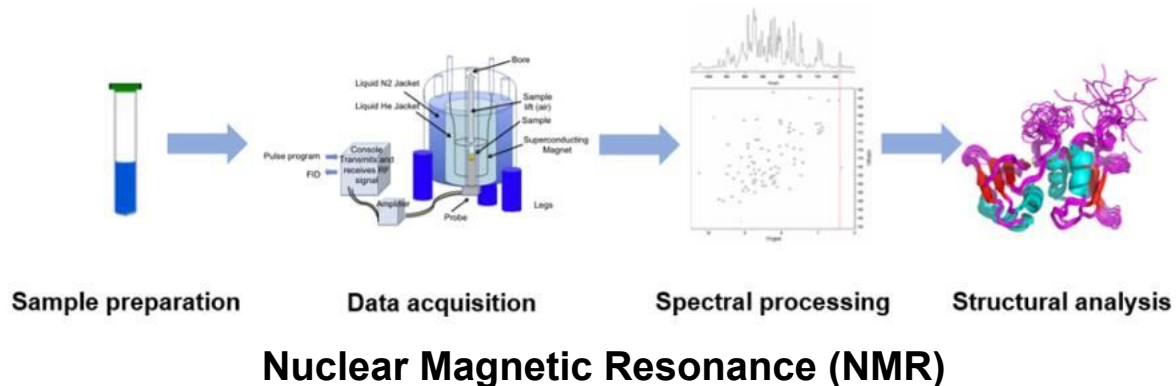 Bore
Liquid N2 Jacket
Liquid He Jacket
Sample
lift (air)
Sample
Superconducting
Magnet
Console
Transmits and
receives RF
signal
Pulse program
FID
Amplifier
Probe
Legs
Sample preparation
Data acquisition
Spectral processing
Structural analysis
Nuclear Magnetic Resonance (NMR)